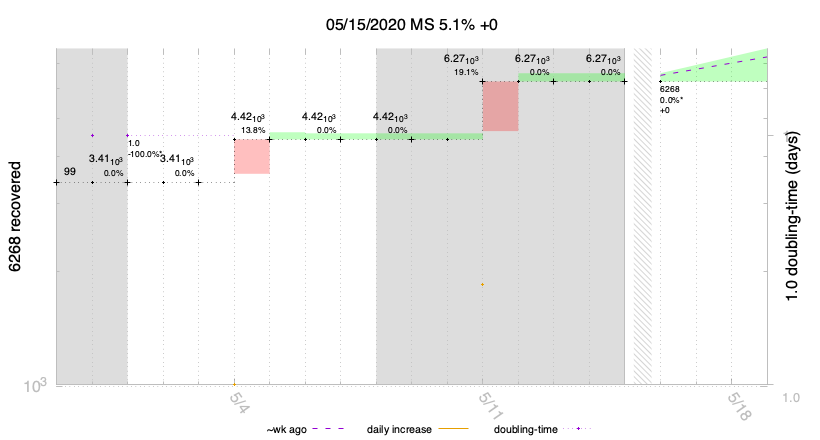 05/15/2020 MS 5.1% +0
6.27₁₀3 6.27₁₀3 6.27₁₀3
19.1% 0.0% 0.0%
6268
0.0%*
+0
4.42₁₀3 4.42₁₀3 4.42₁₀3
13.8% 0.0% 0.0%
1.0
-100.0%*
3.41₁₀3 3.41₁₀3
99 0.0% 0.0%
6268 recovered
1.0 doubling-time (days)
10³ 1.0
5/4 5/11 5/18
~wk ago daily increase doubling-time